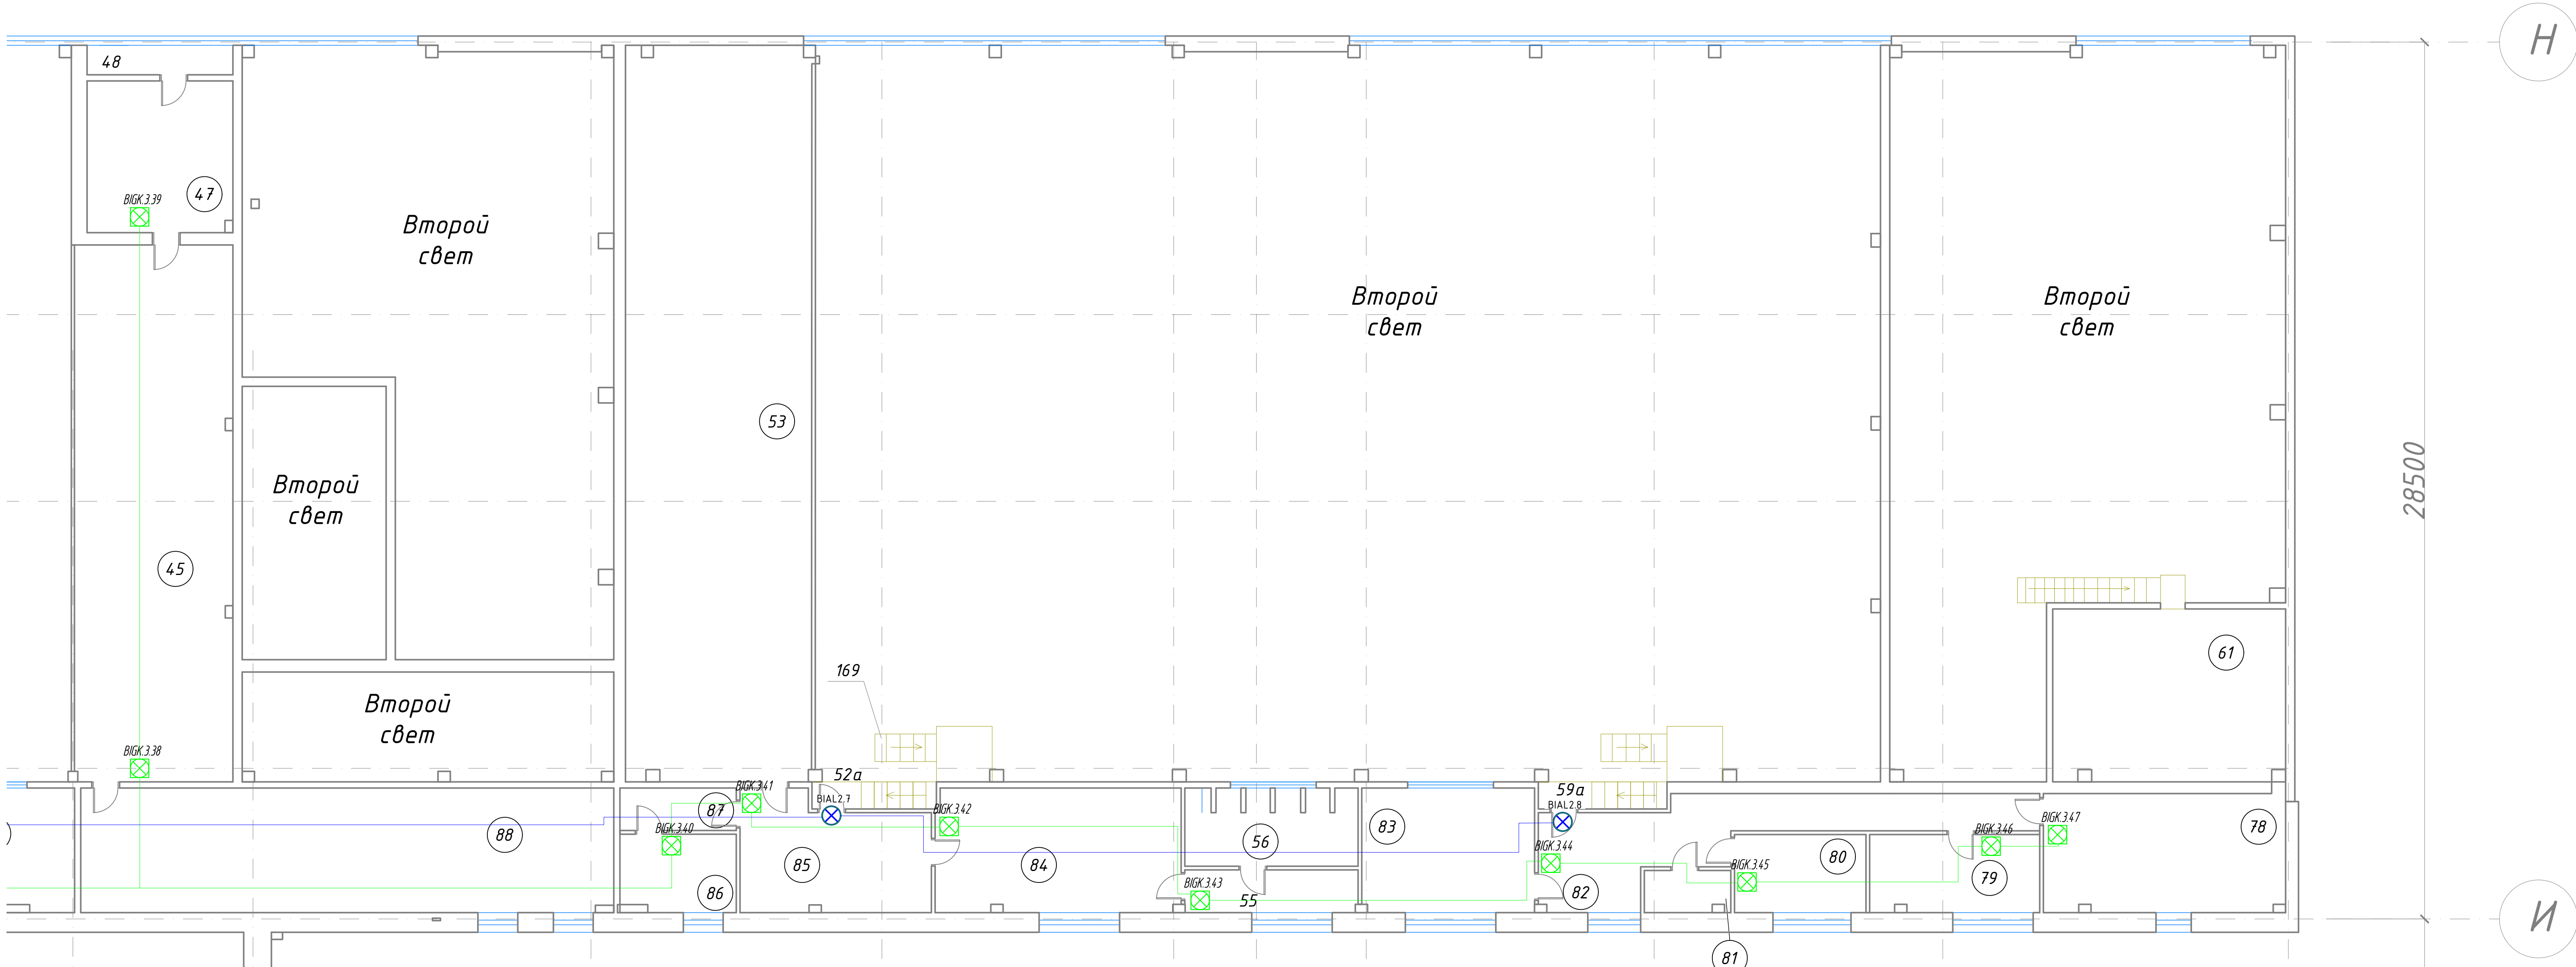 Н
48
47
BIGK.3.39
Второй
свет
Второй
свет
Второй
свет
53
Второй
свет
28500
45
61
169
Второй
свет
BIGK.3.38
52а
59а
BIGK.3.41
BIAL2.7
BIAL2.8
87
BIGK.3.42
BIGK.3.40
88
56
83
BIGK.3.47
78
BIGK.3.46
BIGK.3.44
85
84
80
BIGK.3.45
BIGK.3.43
79
86
55
82
И
81